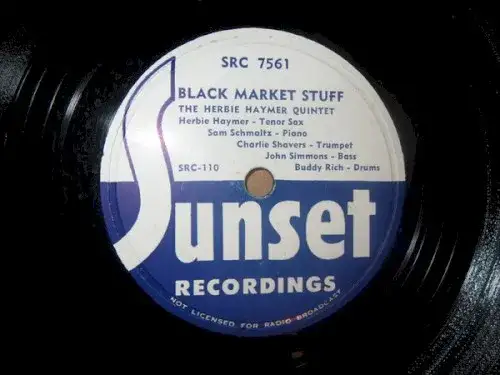 SRC 7561
BLACK MARKET STUFF
THE HERBIE HAYMER QUINTET
Herbie Haymer - Tenor Sax
Sam Schmaltz - Piano
Charlie Shavers - Trumpet
John Simmons - Bass
SRC-110
Buddy Rich - Drums
Sunset
RECORDINGS
NOT LICENSED FOR RADIO BROADCAST